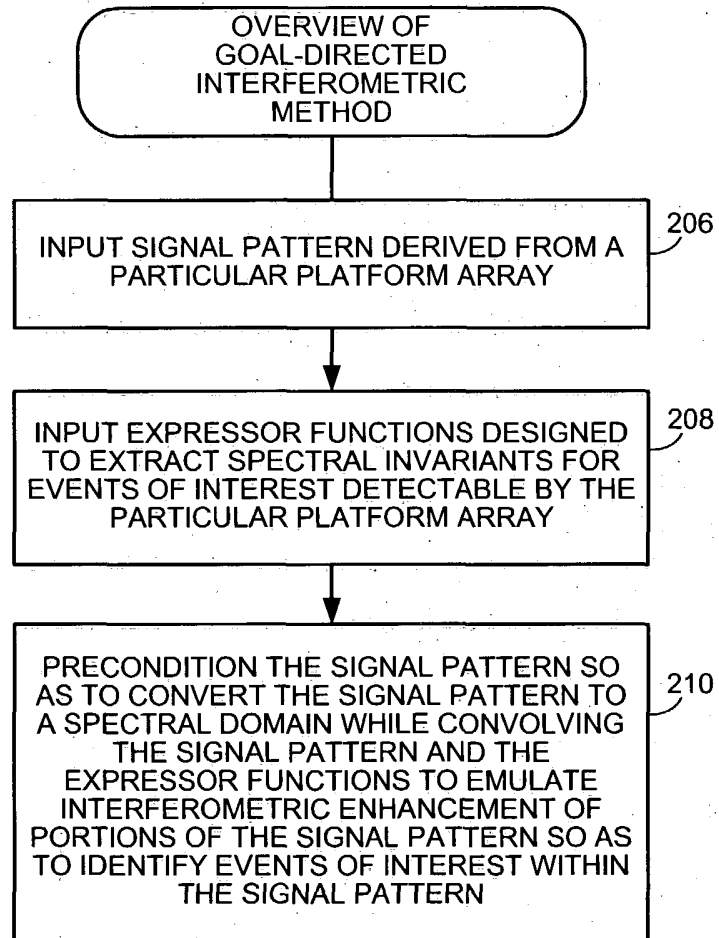 OVERVIEW OF
GOAL-DIRECTED
INTERFEROMETRIC
METHOD
206
INPUT SIGNAL PATTERN DERIVED FROM A
PARTICULAR PLATFORM ARRAY
208
INPUT EXPRESSOR FUNCTIONS DESIGNED
TO EXTRACT SPECTRAL INVARIANTS FOR
EVENTS OF INTEREST DETECTABLE BY THE
PARTICULAR PLATFORM ARRAY
210
PRECONDITION THE SIGNAL PATTERN SO
AS TO CONVERT THE SIGNAL PATTERN TO
A SPECTRAL DOMAIN WHILE CONVOLVING
THE SIGNAL PATTERN AND THE
EXPRESSOR FUNCTIONS TO EMULATE
INTERFEROMETRIC ENHANCEMENT OF
PORTIONS OF THE SIGNAL PATTERN SO AS
TO IDENTIFY EVENTS OF INTEREST WITHIN
THE SIGNAL PATTERN